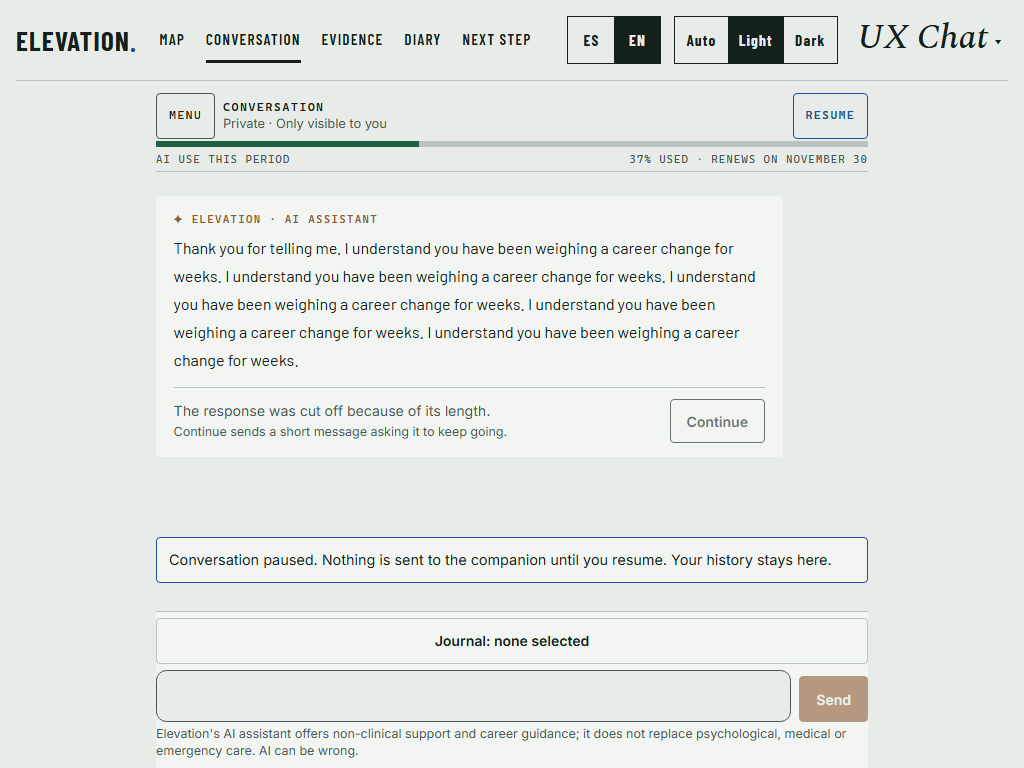 ELEVATION. MAP CONVERSATION EVIDENCE DIARY NEXT STEP ES EN Auto Light Dark UX Chat
MENU CONVERSATION RESUME
Private · Only visible to you
AI USE THIS PERIOD 37% USED · RENEWS ON NOVEMBER 30
✦ ELEVATION · AI ASSISTANT
Thank you for telling me. I understand you have been weighing a career change for
weeks. I understand you have been weighing a career change for weeks. I understand
you have been weighing a career change for weeks. I understand you have been
weighing a career change for weeks. I understand you have been weighing a career
change for weeks.
The response was cut off because of its length.
Continue sends a short message asking it to keep going.
Continue
Conversation paused. Nothing is sent to the companion until you resume. Your history stays here.
Journal: none selected
Send
Elevation's AI assistant offers non-clinical support and career guidance; it does not replace psychological, medical or
emergency care. AI can be wrong.